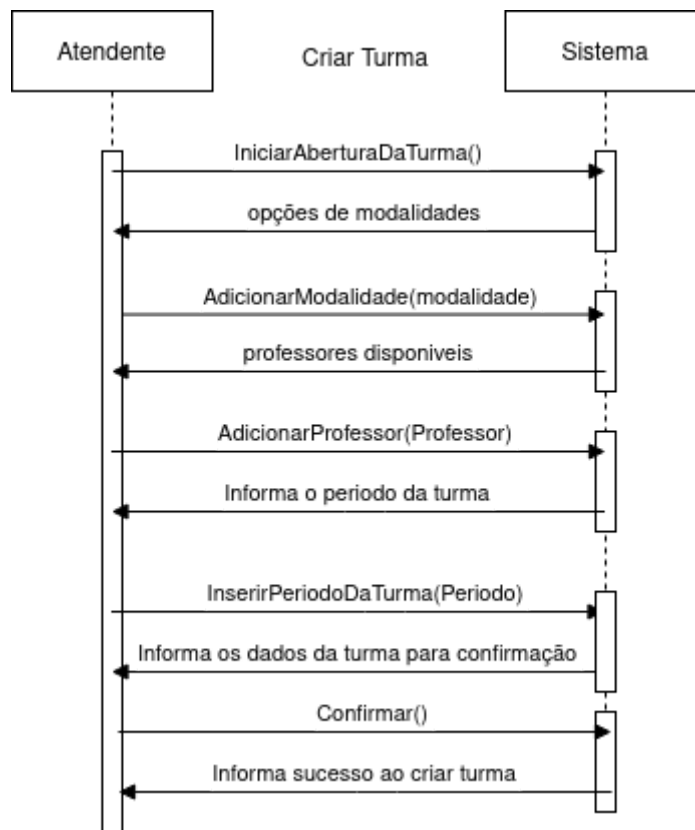 Atendente
Criar Turma
Sistema
IniciarAberturaDaTurma()
opções de modalidades
AdicionarModalidade(modalidade)
professores disponiveis
AdicionarProfessor(Professor)
Informa o periodo da turma
InserirPeriodoDaTurma(Periodo)
Informa os dados da turma para confirmação
Confirmar()
Informa sucesso ao criar turma